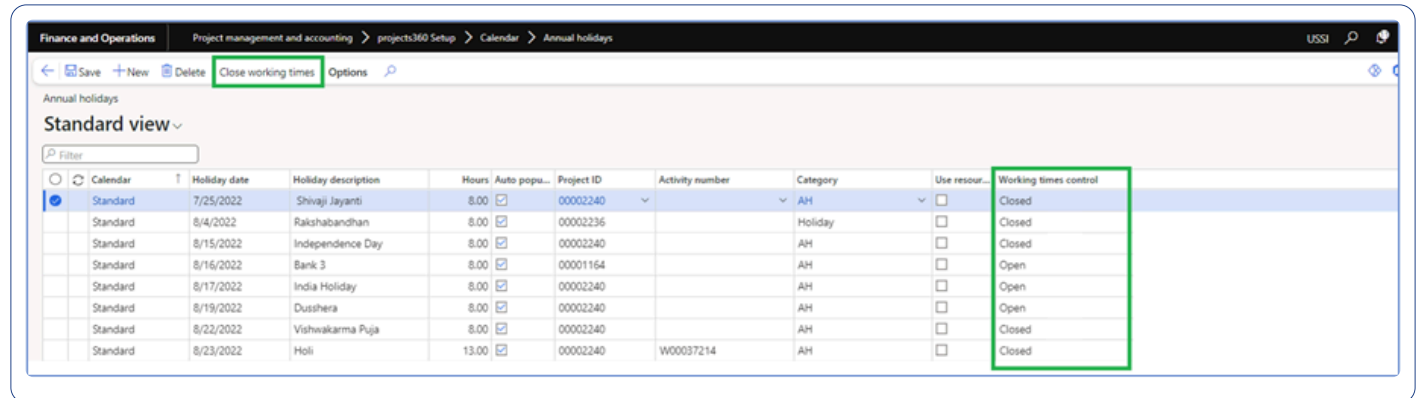 Finance and Operations Project management and accounting > projects360 Setup > Calendar > Annual holidays USSI
Save + New Delete Close working times Options
Annual holidays
Standard view
Filter
Calendar ↑ Holiday date Holiday description Hours Auto popu... Project ID Activity number Category Use resour... Working times control
Standard 7/25/2022 Shivaji Jayanti 8.00 00002240 AH Closed
Standard 8/4/2022 Rakshabandhan 8.00 00002236 Holiday Closed
Standard 8/15/2022 Independence Day 8.00 00002240 AH Closed
Standard 8/16/2022 Bank 3 8.00 00001164 AH Open
Standard 8/17/2022 India Holiday 8.00 00002240 AH Open
Standard 8/19/2022 Dusshera 8.00 00002240 AH Open
Standard 8/22/2022 Vishwakarma Puja 8.00 00002240 AH Closed
Standard 8/23/2022 Holi 13.00 00002240 W00037214 AH Closed